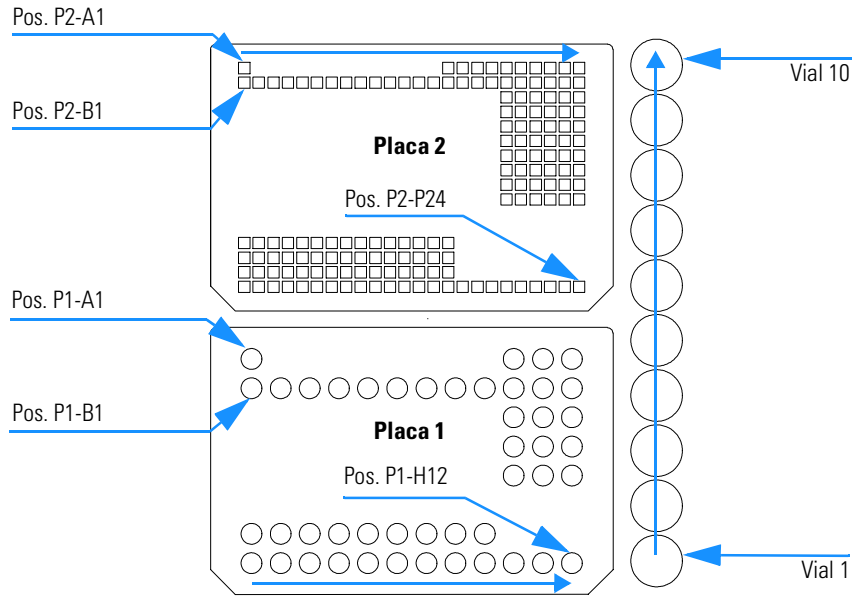 Pos. P2-A1
Vial 10
Pos. P2-B1
Placa 2
Pos. P2-P24
Pos. P1-A1
Pos. P1-B1
Placa 1
Pos. P1-H12
Vial 1